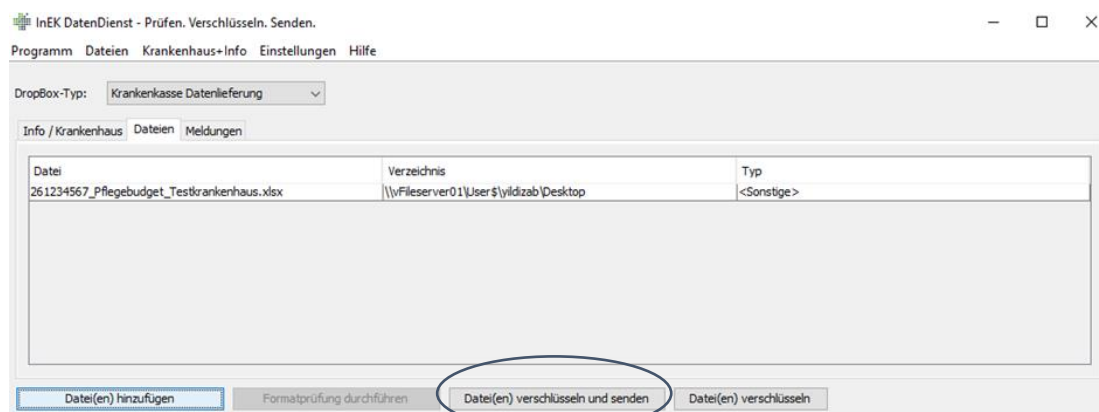 InEK DatenDienst - Prüfen. Verschlüsseln. Senden.
Programm Dateien Krankenhaus+Info Einstellungen Hilfe
DropBox-Typ: Krankenkasse Datenlieferung
Info / Krankenhaus Dateien Meldungen
Datei Verzeichnis Typ
261234567_Pflegebudget_Testkrankenhaus.xlsx \\vFileserver01\User$\yildizab\Desktop <Sonstige>
Datei(en) hinzufügen Formatprüfung durchführen Datei(en) verschlüsseln und senden Datei(en) verschlüsseln